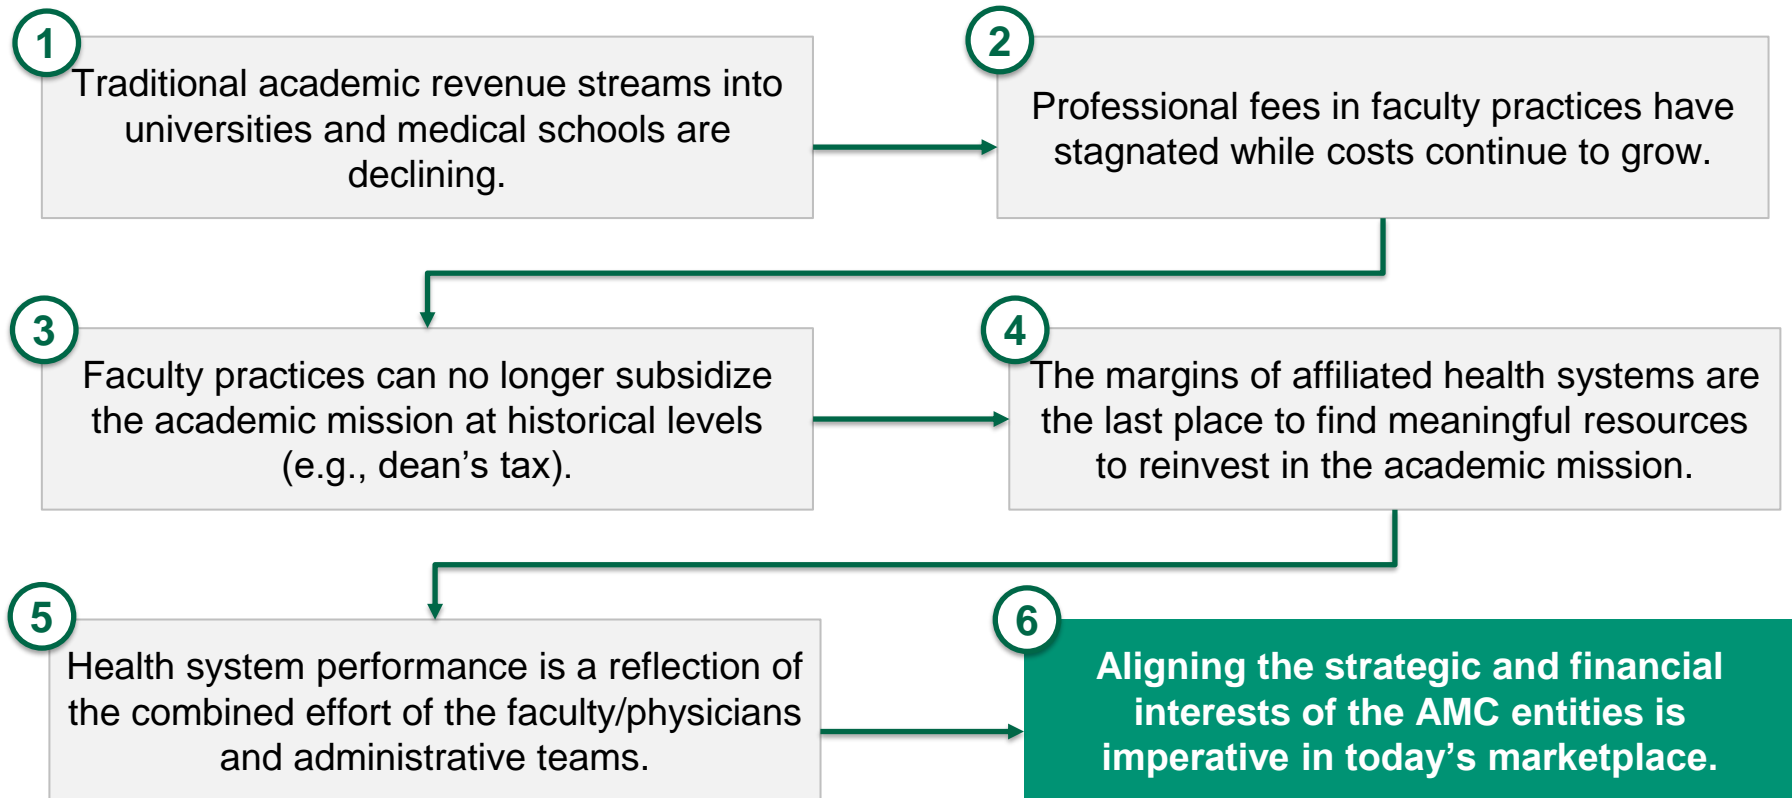 1
Traditional academic revenue streams into
universities and medical schools are
declining.
2
Professional fees in faculty practices have
stagnated while costs continue to grow.
3
Faculty practices can no longer subsidize
the academic mission at historical levels
(e.g., dean’s tax).
4
The margins of affiliated health systems are
the last place to find meaningful resources
to reinvest in the academic mission.
5
Health system performance is a reflection of
the combined effort of the faculty/physicians
and administrative teams.
6
Aligning the strategic and financial
interests of the AMC entities is
imperative in today’s marketplace.